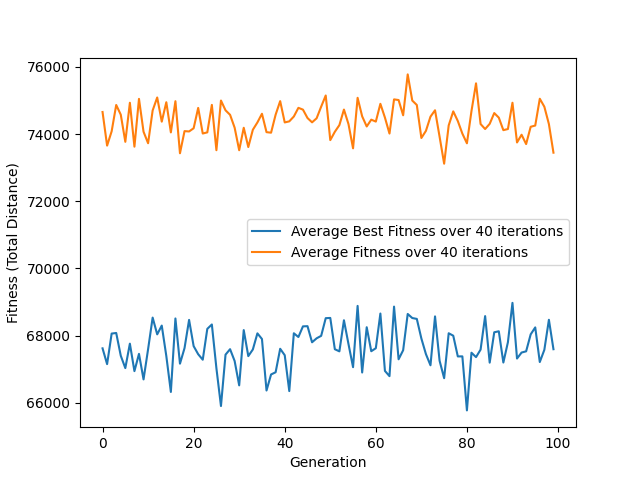 76000
74000
72000
70000
68000
66000
Fitness (Total Distance)
Average Best Fitness over 40 iterations
Average Fitness over 40 iterations
0 20 40 60 80 100
Generation